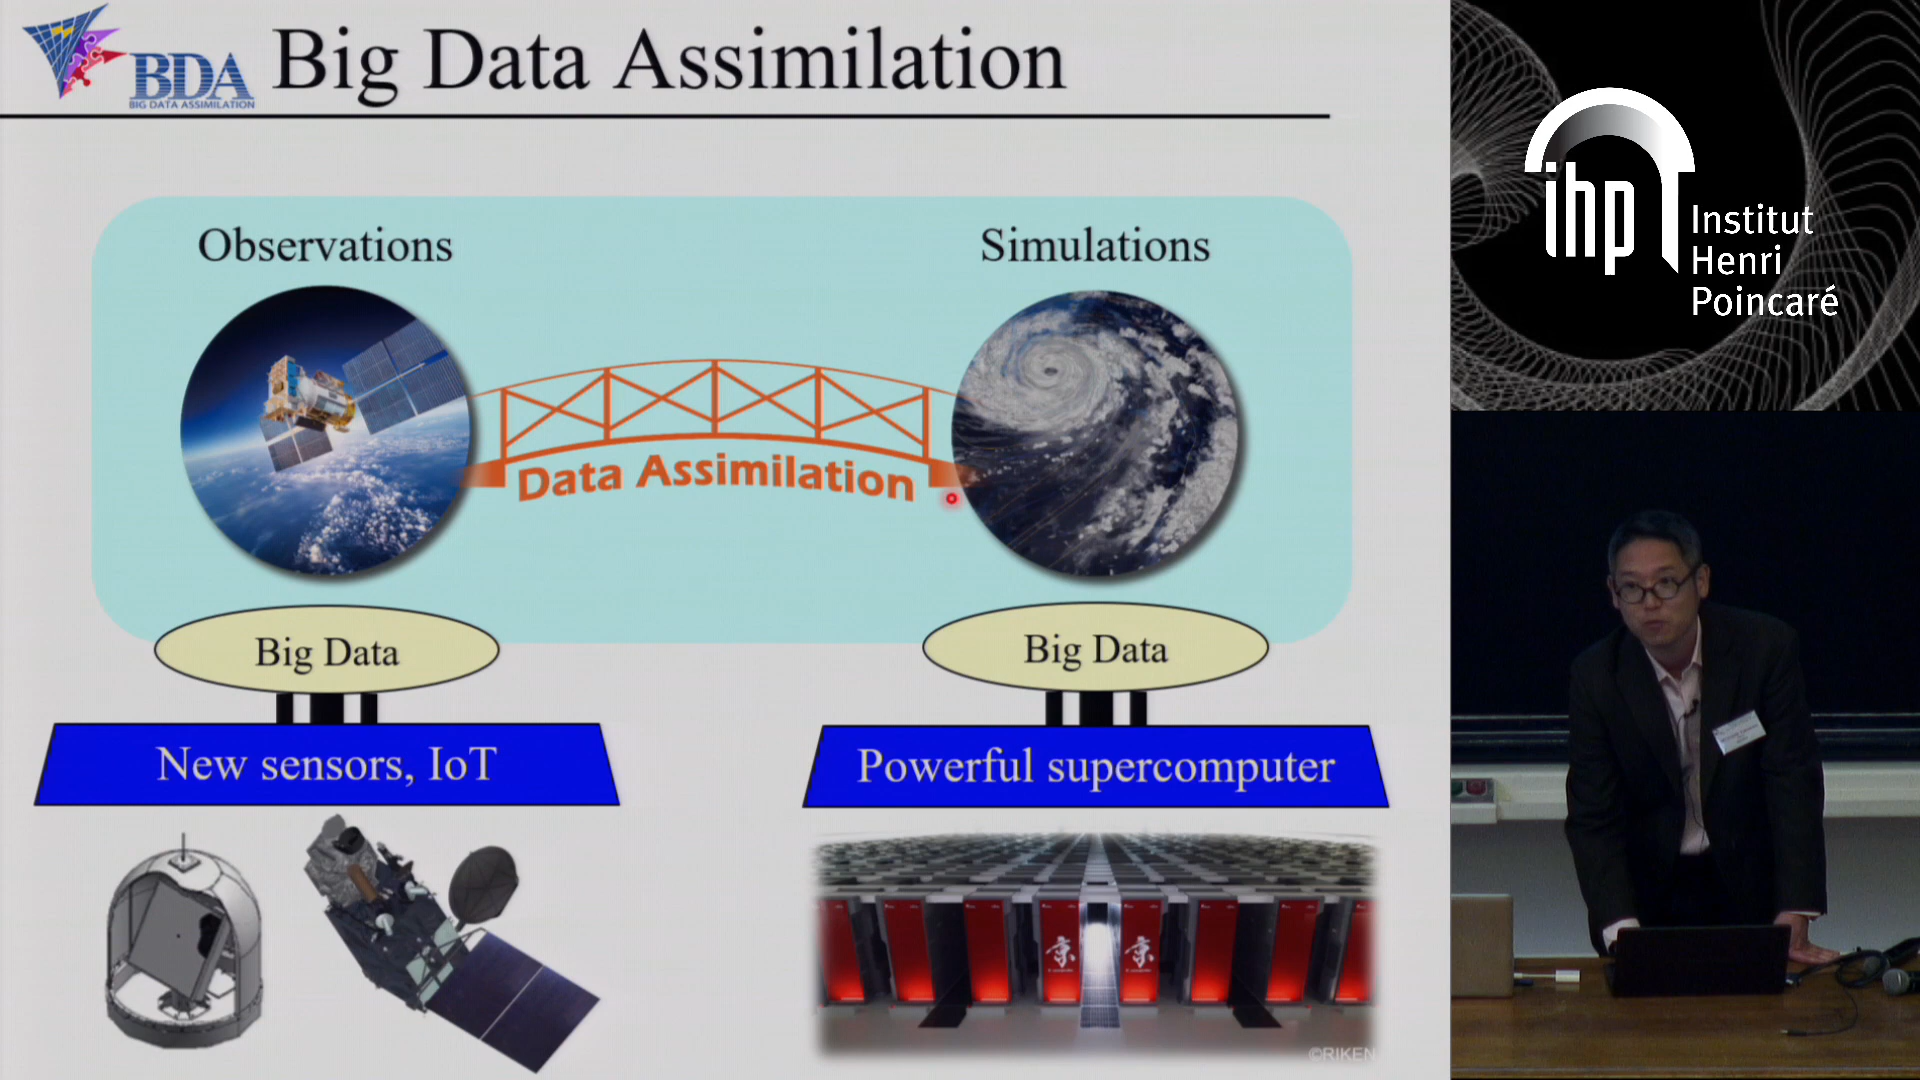 BDA
BIG DATA ASSIMILATION
Big Data Assimilation
Observations
Simulations
Data Assimilation
Big Data
Big Data
New sensors, IoT
Powerful supercomputer
京
京
©RIKEN
ihp
Institut
Henri
Poincaré